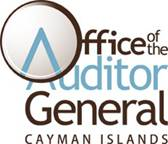 Office of the
Auditor
General
CAYMAN ISLANDS